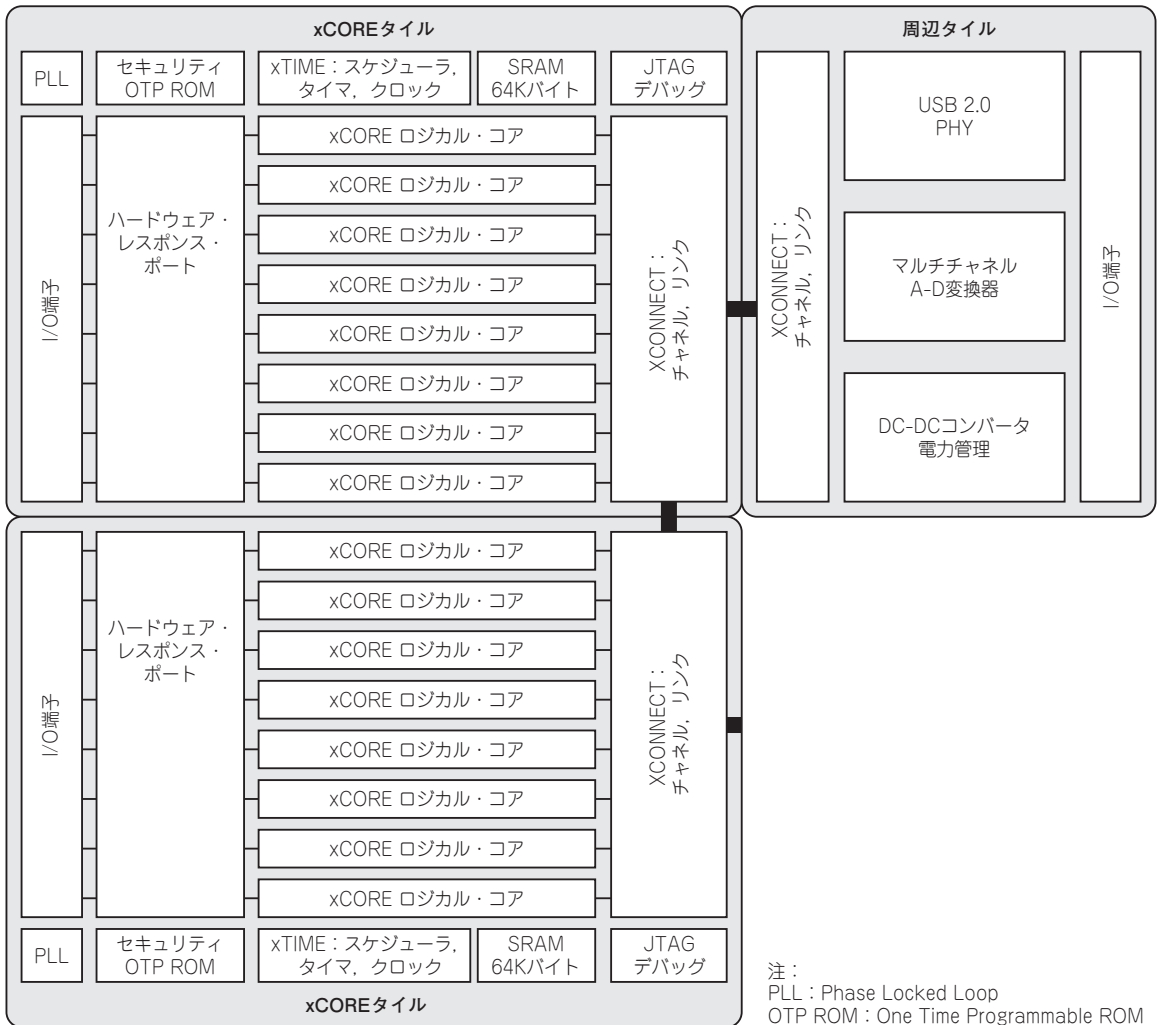 xCOREタイル
PLL
セキュリティ
OTP ROM
xTIME：スケジューラ，
タイマ，クロック
SRAM
64Kバイト
JTAG
デバッグ
I/O端子
ハードウェア・
レスポンス・
ポート
xCORE ロジカル・コア
xCORE ロジカル・コア
xCORE ロジカル・コア
xCORE ロジカル・コア
xCORE ロジカル・コア
xCORE ロジカル・コア
xCORE ロジカル・コア
xCORE ロジカル・コア
XCONNECT：
チャネル，リンク
周辺タイル
XCONNECT：
チャネル，リンク
USB 2.0
PHY
マルチチャネル
A-D変換器
DC-DCコンバータ
電力管理
I/O端子
I/O端子
ハードウェア・
レスポンス・
ポート
xCORE ロジカル・コア
xCORE ロジカル・コア
xCORE ロジカル・コア
xCORE ロジカル・コア
xCORE ロジカル・コア
xCORE ロジカル・コア
xCORE ロジカル・コア
xCORE ロジカル・コア
XCONNECT：
チャネル，リンク
PLL
セキュリティ
OTP ROM
xTIME：スケジューラ，
タイマ，クロック
SRAM
64Kバイト
JTAG
デバッグ
xCOREタイル
注：
PLL：Phase Locked Loop
OTP ROM：One Time Programmable ROM